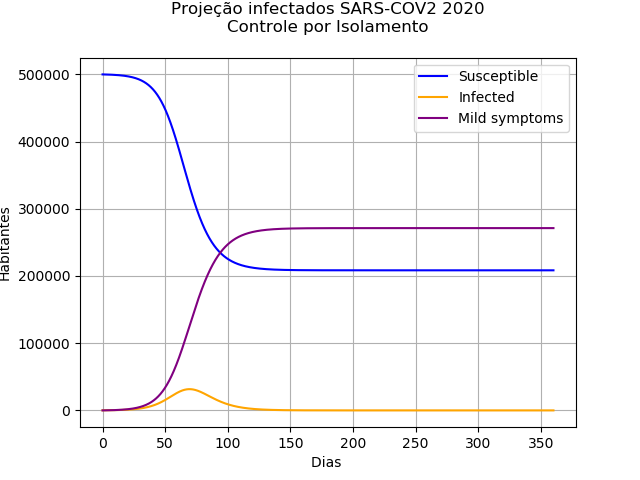 Projeção infectados SARS-COV2 2020
Controle por Isolamento
Susceptible
Infected
Mild symptoms
500000
400000
300000
200000
100000
0
Habitantes
0 50 100 150 200 250 300 350
Dias